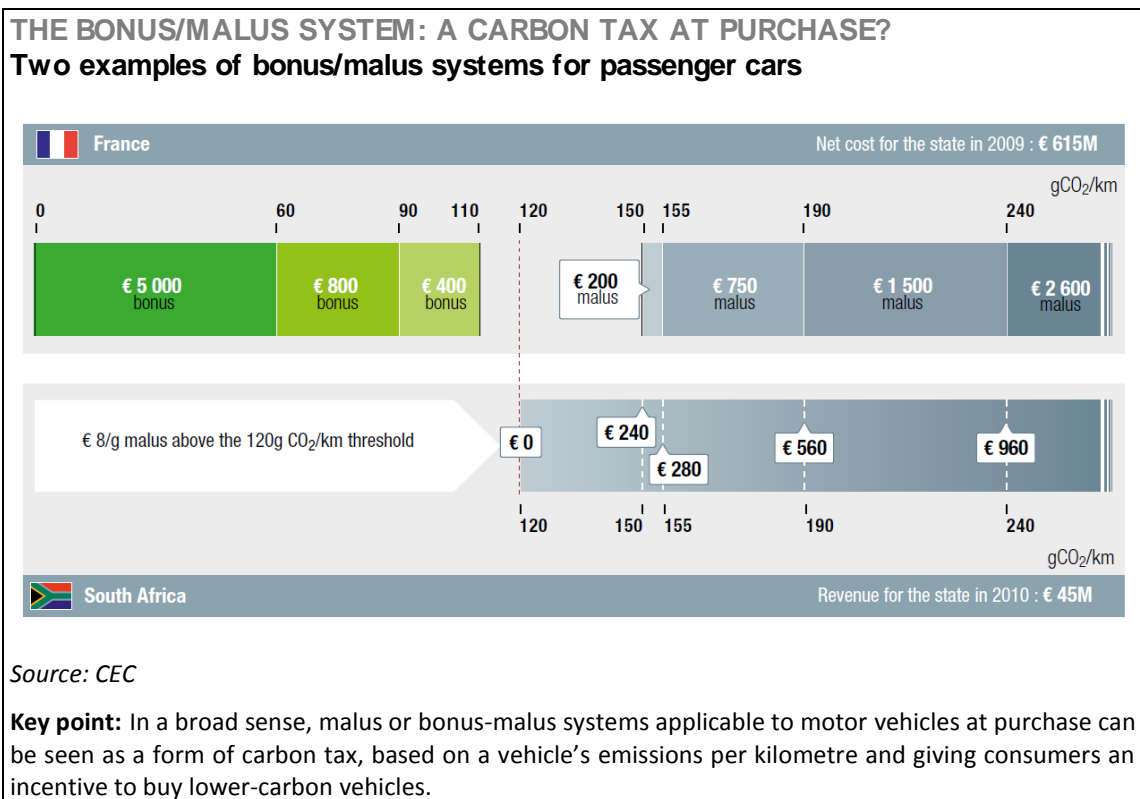 THE BONUS/MALUS SYSTEM: A CARBON TAX AT PURCHASE?
Two examples of bonus/malus systems for passenger cars
France
Net cost for the state in 2009 : € 615M
gCO₂/km
0 60 90 110 120 150 155 190 240
€ 5 000 bonus
€ 800 bonus
€ 400 bonus
€ 200 malus
€ 750 malus
€ 1 500 malus
€ 2 600 malus
€ 8/g malus above the 120g CO₂/km threshold
€ 0
€ 240
€ 280
€ 560
€ 960
120 150 155 190 240
gCO₂/km
South Africa
Revenue for the state in 2010 : € 45M
Source: CEC
Key point: In a broad sense, malus or bonus-malus systems applicable to motor vehicles at purchase can
be seen as a form of carbon tax, based on a vehicle’s emissions per kilometre and giving consumers an
incentive to buy lower-carbon vehicles.